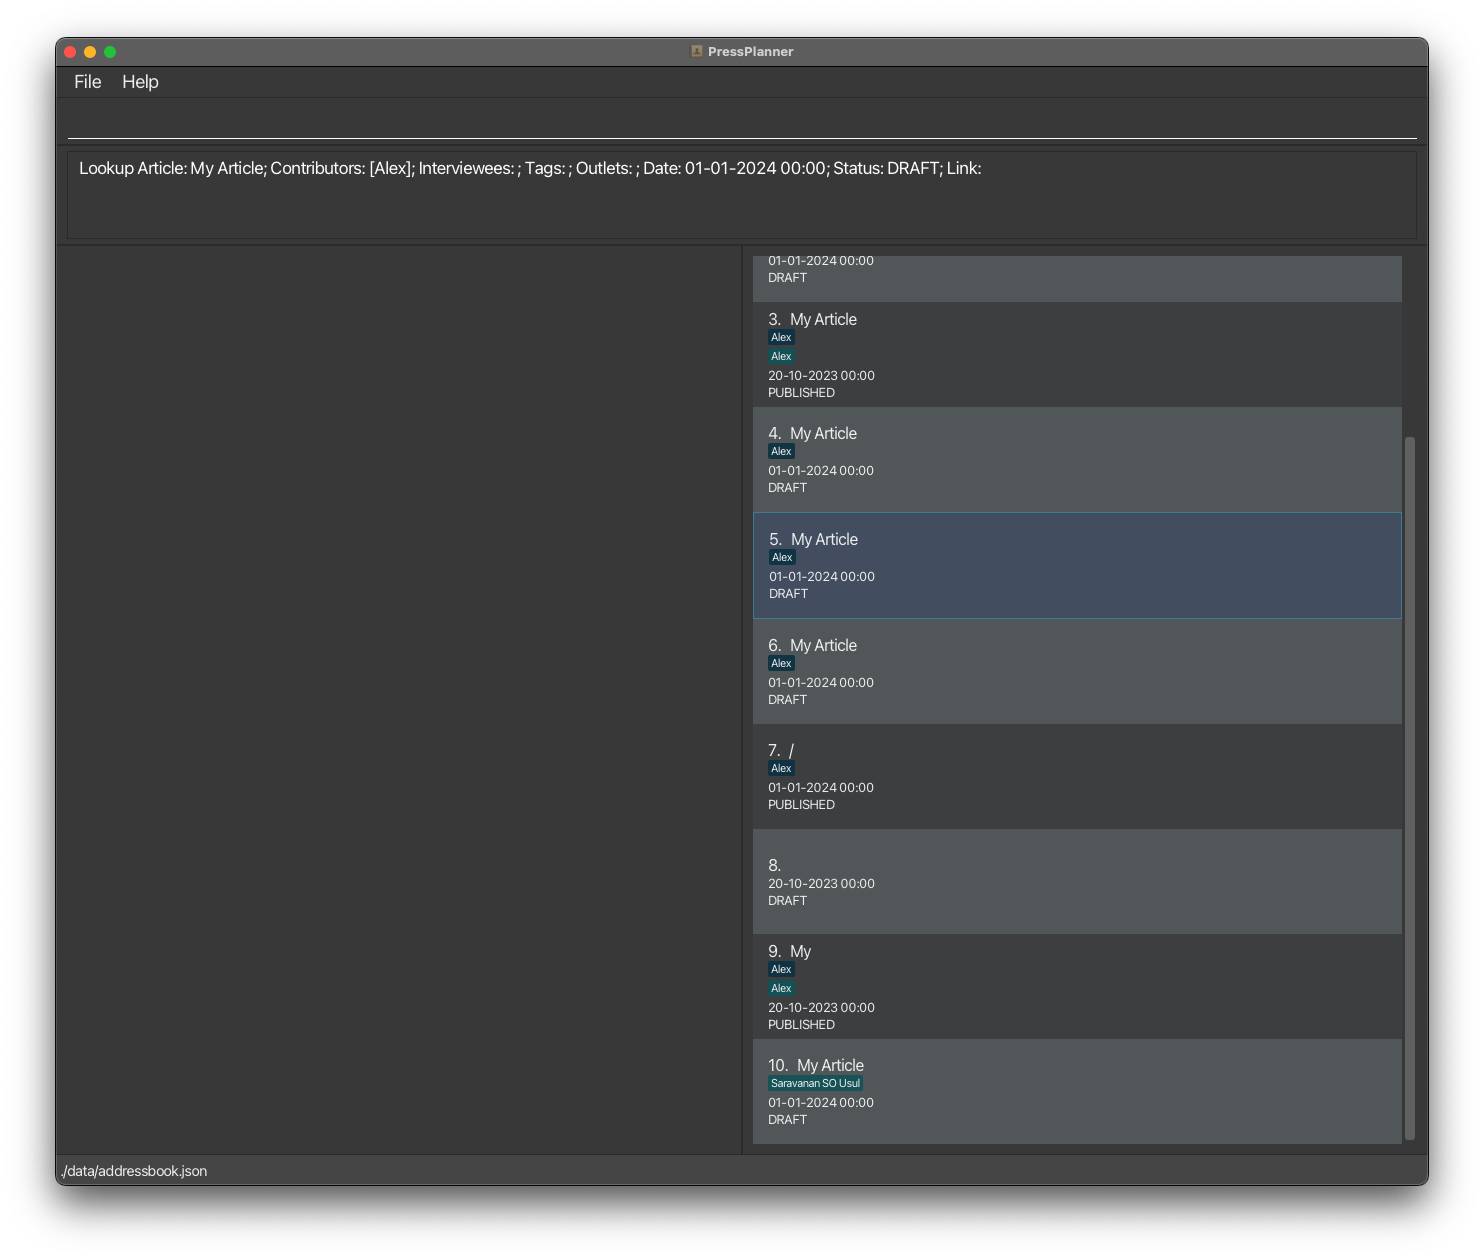 PressPlanner
File Help
Lookup Article: My Article; Contributors: [Alex]; Interviewees: ; Tags: ; Outlets: ; Date: 01-01-2024 00:00; Status: DRAFT; Link:
01-01-2024 00:00
DRAFT
3. My Article
Alex
Alex
20-10-2023 00:00
PUBLISHED
4. My Article
Alex
01-01-2024 00:00
DRAFT
5. My Article
Alex
01-01-2024 00:00
DRAFT
6. My Article
Alex
01-01-2024 00:00
DRAFT
7. /
Alex
01-01-2024 00:00
PUBLISHED
8.
20-10-2023 00:00
DRAFT
9. My
Alex
Alex
20-10-2023 00:00
PUBLISHED
10. My Article
Saravanan SO Usul
01-01-2024 00:00
DRAFT
./data/addressbook.json